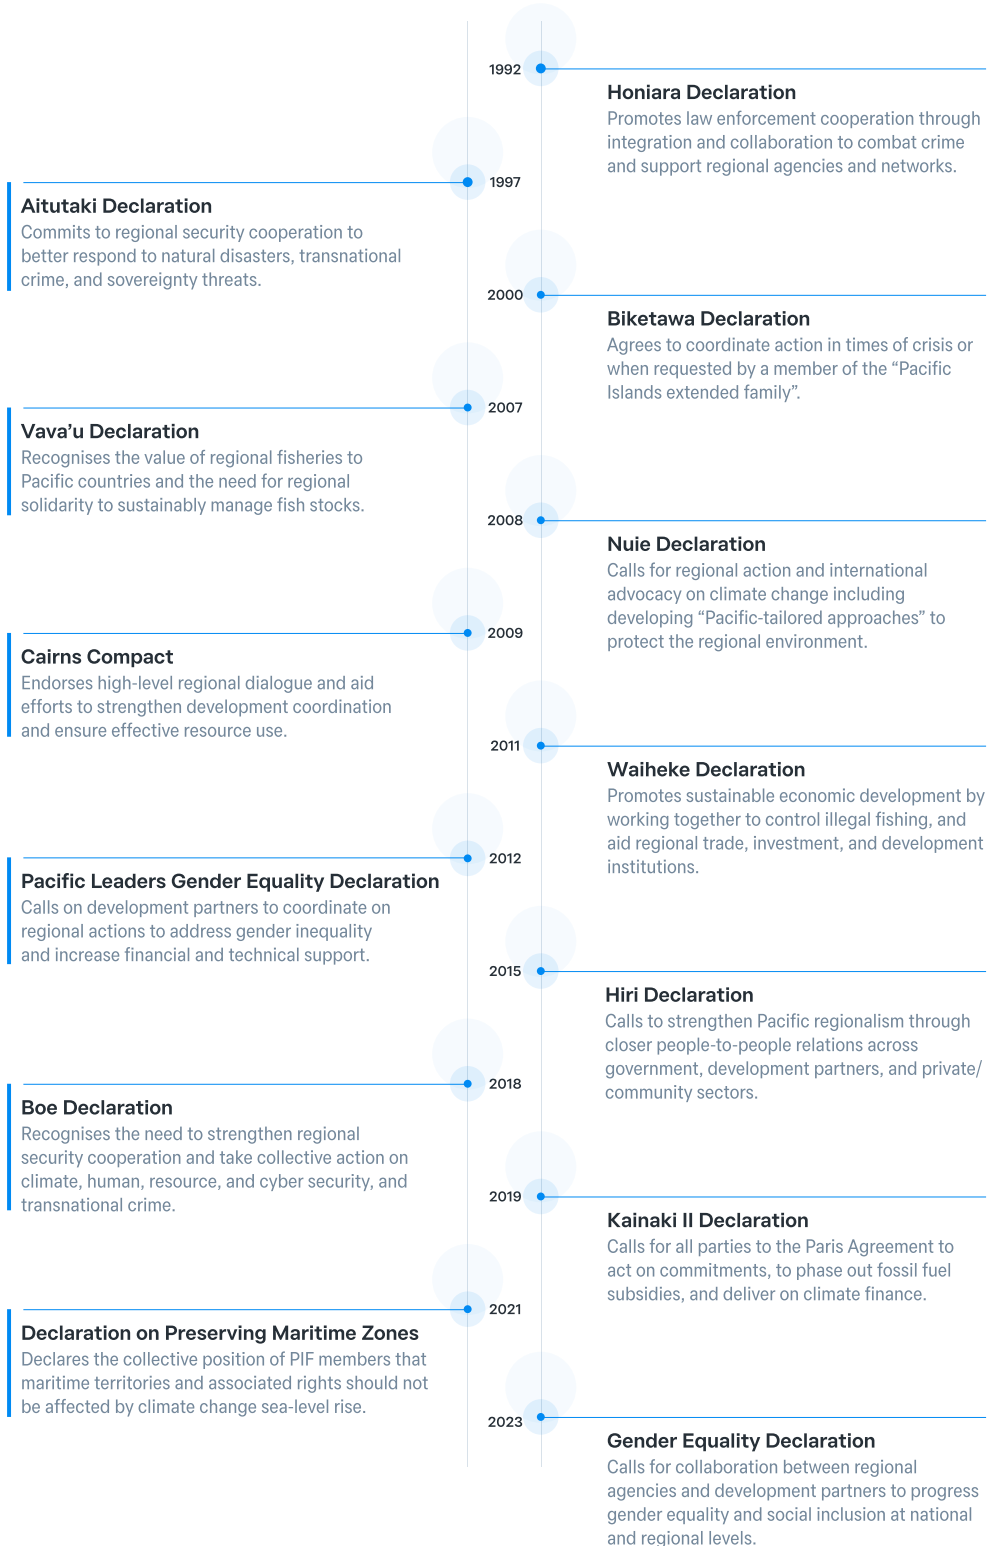 1992
Honiara Declaration
Promotes law enforcement cooperation through
integration and collaboration to combat crime
and support regional agencies and networks.
1997
Aitutaki Declaration
Commits to regional security cooperation to
better respond to natural disasters, transnational
crime, and sovereignty threats.
2000
Biketawa Declaration
Agrees to coordinate action in times of crisis or
when requested by a member of the “Pacific
Islands extended family”.
2007
Vava’u Declaration
Recognises the value of regional fisheries to
Pacific countries and the need for regional
solidarity to sustainably manage fish stocks.
2008
Nuie Declaration
Calls for regional action and international
advocacy on climate change including
developing “Pacific-tailored approaches” to
protect the regional environment.
2009
Cairns Compact
Endorses high-level regional dialogue and aid
efforts to strengthen development coordination
and ensure effective resource use.
2011
Waiheke Declaration
Promotes sustainable economic development by
working together to control illegal fishing, and
aid regional trade, investment, and development
institutions.
2012
Pacific Leaders Gender Equality Declaration
Calls on development partners to coordinate on
regional actions to address gender inequality
and increase financial and technical support.
2015
Hiri Declaration
Calls to strengthen Pacific regionalism through
closer people-to-people relations across
government, development partners, and private/
community sectors.
2018
Boe Declaration
Recognises the need to strengthen regional
security cooperation and take collective action on
climate, human, resource, and cyber security, and
transnational crime.
2019
Kainaki II Declaration
Calls for all parties to the Paris Agreement to
act on commitments, to phase out fossil fuel
subsidies, and deliver on climate finance.
2021
Declaration on Preserving Maritime Zones
Declares the collective position of PIF members that
maritime territories and associated rights should not
be affected by climate change sea-level rise.
2023
Gender Equality Declaration
Calls for collaboration between regional
agencies and development partners to progress
gender equality and social inclusion at national
and regional levels.